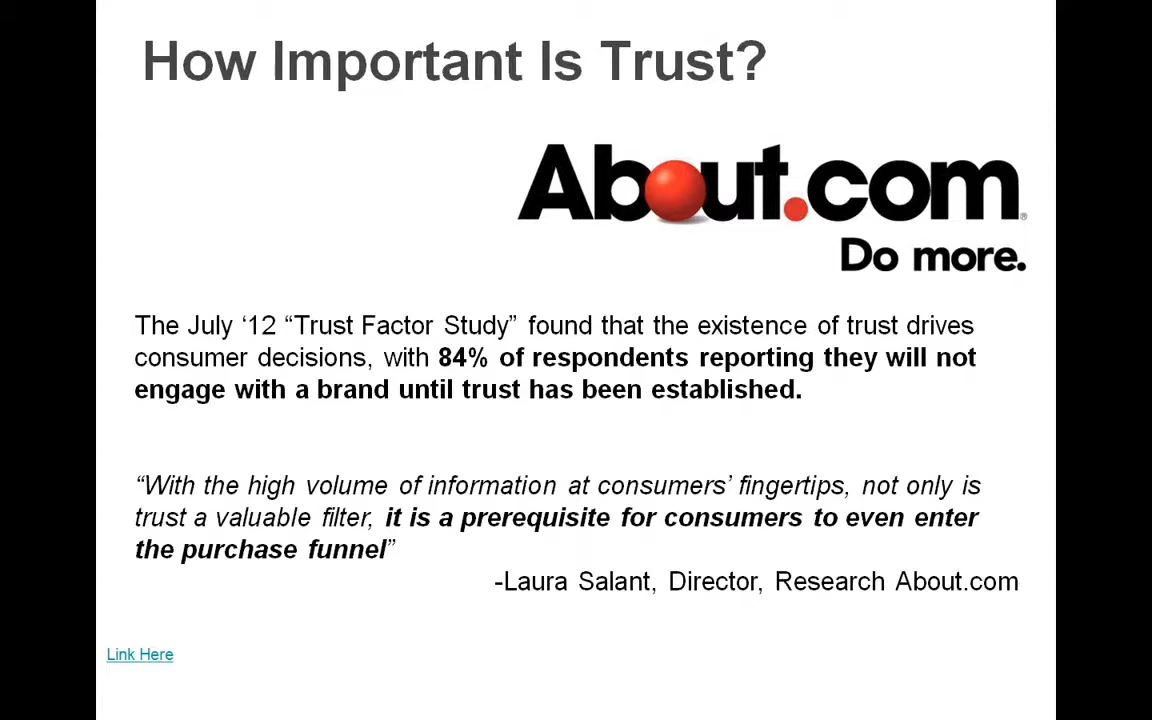 How Important Is Trust?
About.com®
Do more.
The July ‘12 “Trust Factor Study” found that the existence of trust drives
consumer decisions, with 84% of respondents reporting they will not
engage with a brand until trust has been established.
“With the high volume of information at consumers’ fingertips, not only is
trust a valuable filter, it is a prerequisite for consumers to even enter
the purchase funnel”
-Laura Salant, Director, Research About.com
Link Here